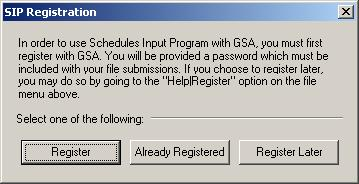 SIP Registration
In order to use Schedules Input Program with GSA, you must first
register with GSA. You will be provided a password which must be
included with your file submissions. If you choose to register later,
you may do so by going to the "Help|Register" option on the file
menu above.
Select one of the following:
Register
Already Registered
Register Later